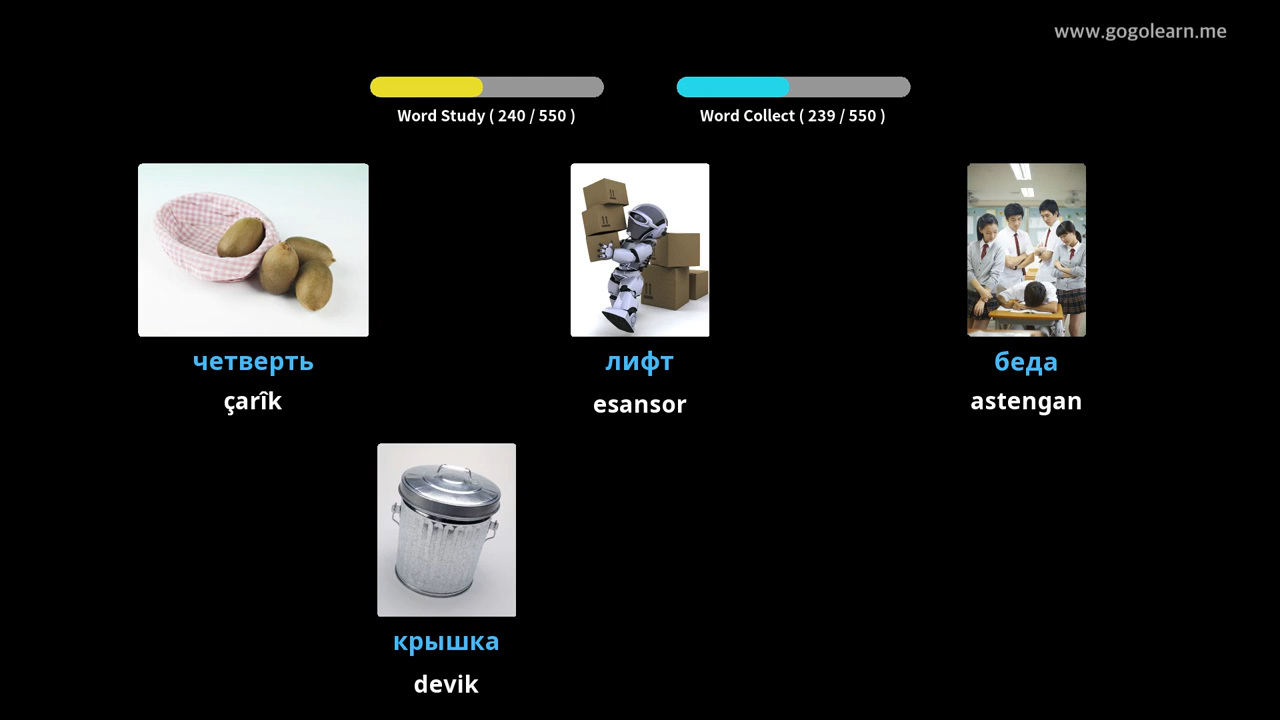 www.gogolearn.me
Word Study ( 240 / 550 )
Word Collect ( 239 / 550 )
четверть
çarîk
лифт
esansor
беда
astengan
крышка
devik